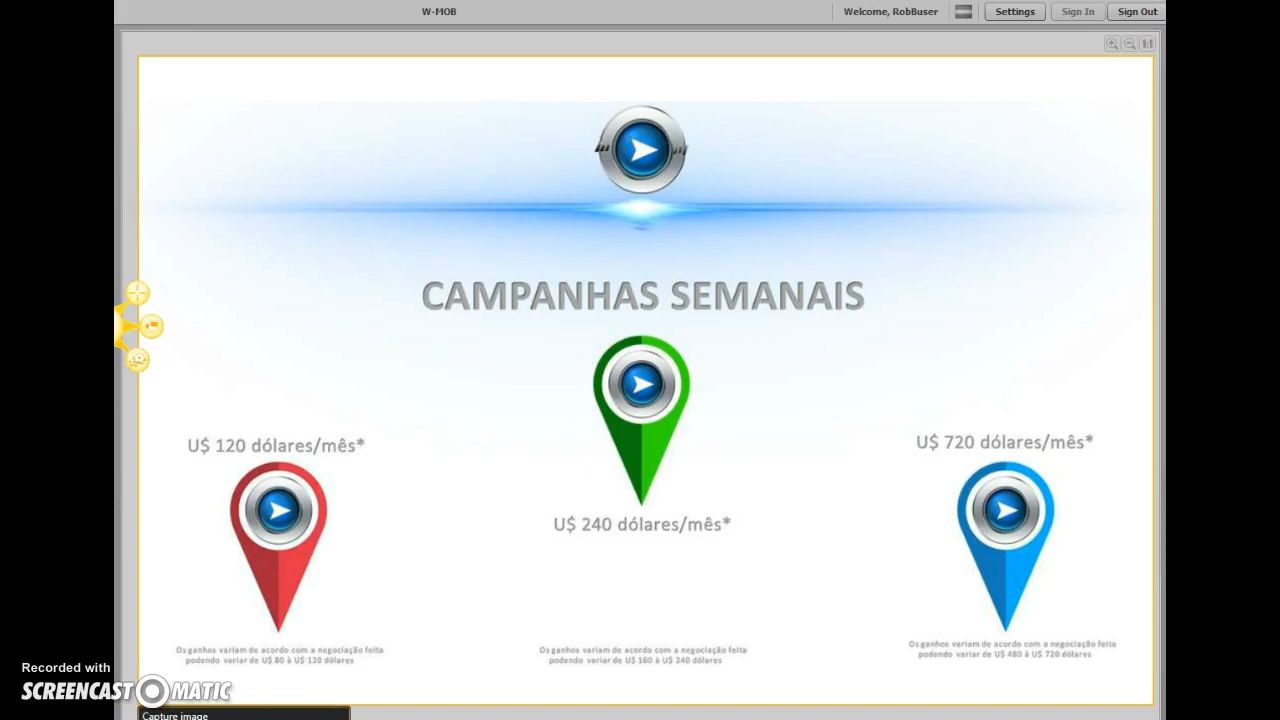 W-MOB
Welcome, RobBuser
Settings
Sign In
Sign Out
1:1
CAMPANHAS SEMANAIS
U$ 120 dólares/mês*
U$ 720 dólares/mês*
U$ 240 dólares/mês*
Os ganhos variam de acordo com a negociação feita
podendo variar de U$ 80 à U$ 120 dólares
Os ganhos variam de acordo com a negociação feita
podendo variar de U$ 160 à U$ 240 dólares
Os ganhos variam de acordo com a negociação feita
podendo variar de U$ 480 à U$ 720 dólares
Recorded with
SCREENCAST MATIC
Capture image